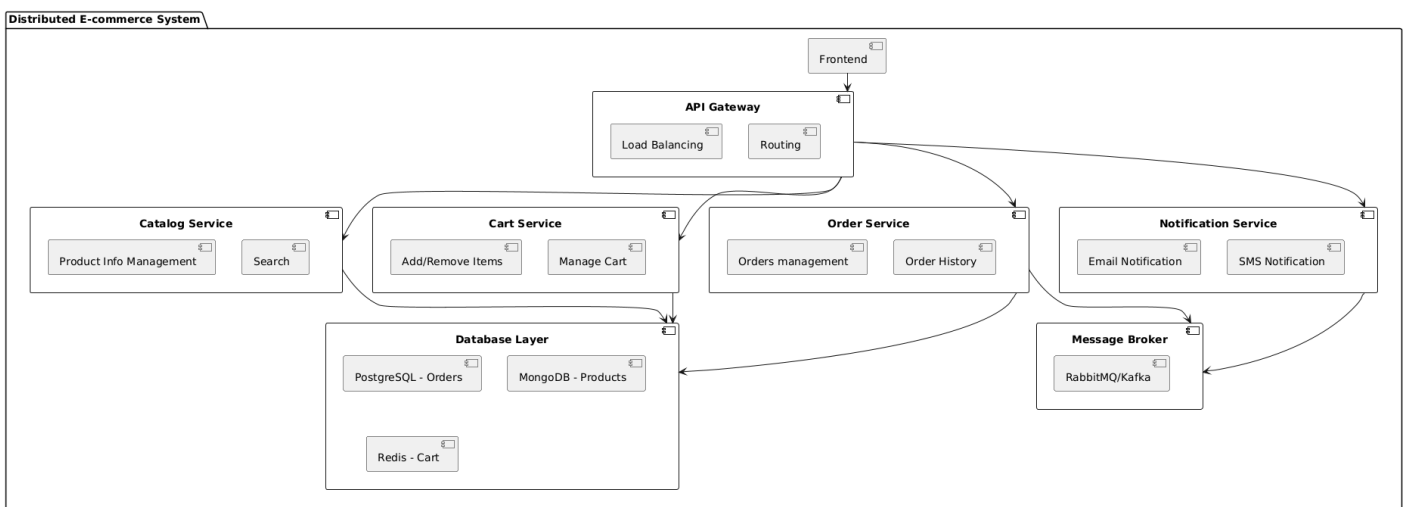 Distributed E-commerce System
Frontend
API Gateway
Load Balancing
Routing
Catalog Service
Product Info Management
Search
Cart Service
Add/Remove Items
Manage Cart
Order Service
Orders management
Order History
Notification Service
Email Notification
SMS Notification
Database Layer
PostgreSQL - Orders
MongoDB - Products
Redis - Cart
Message Broker
RabbitMQ/Kafka